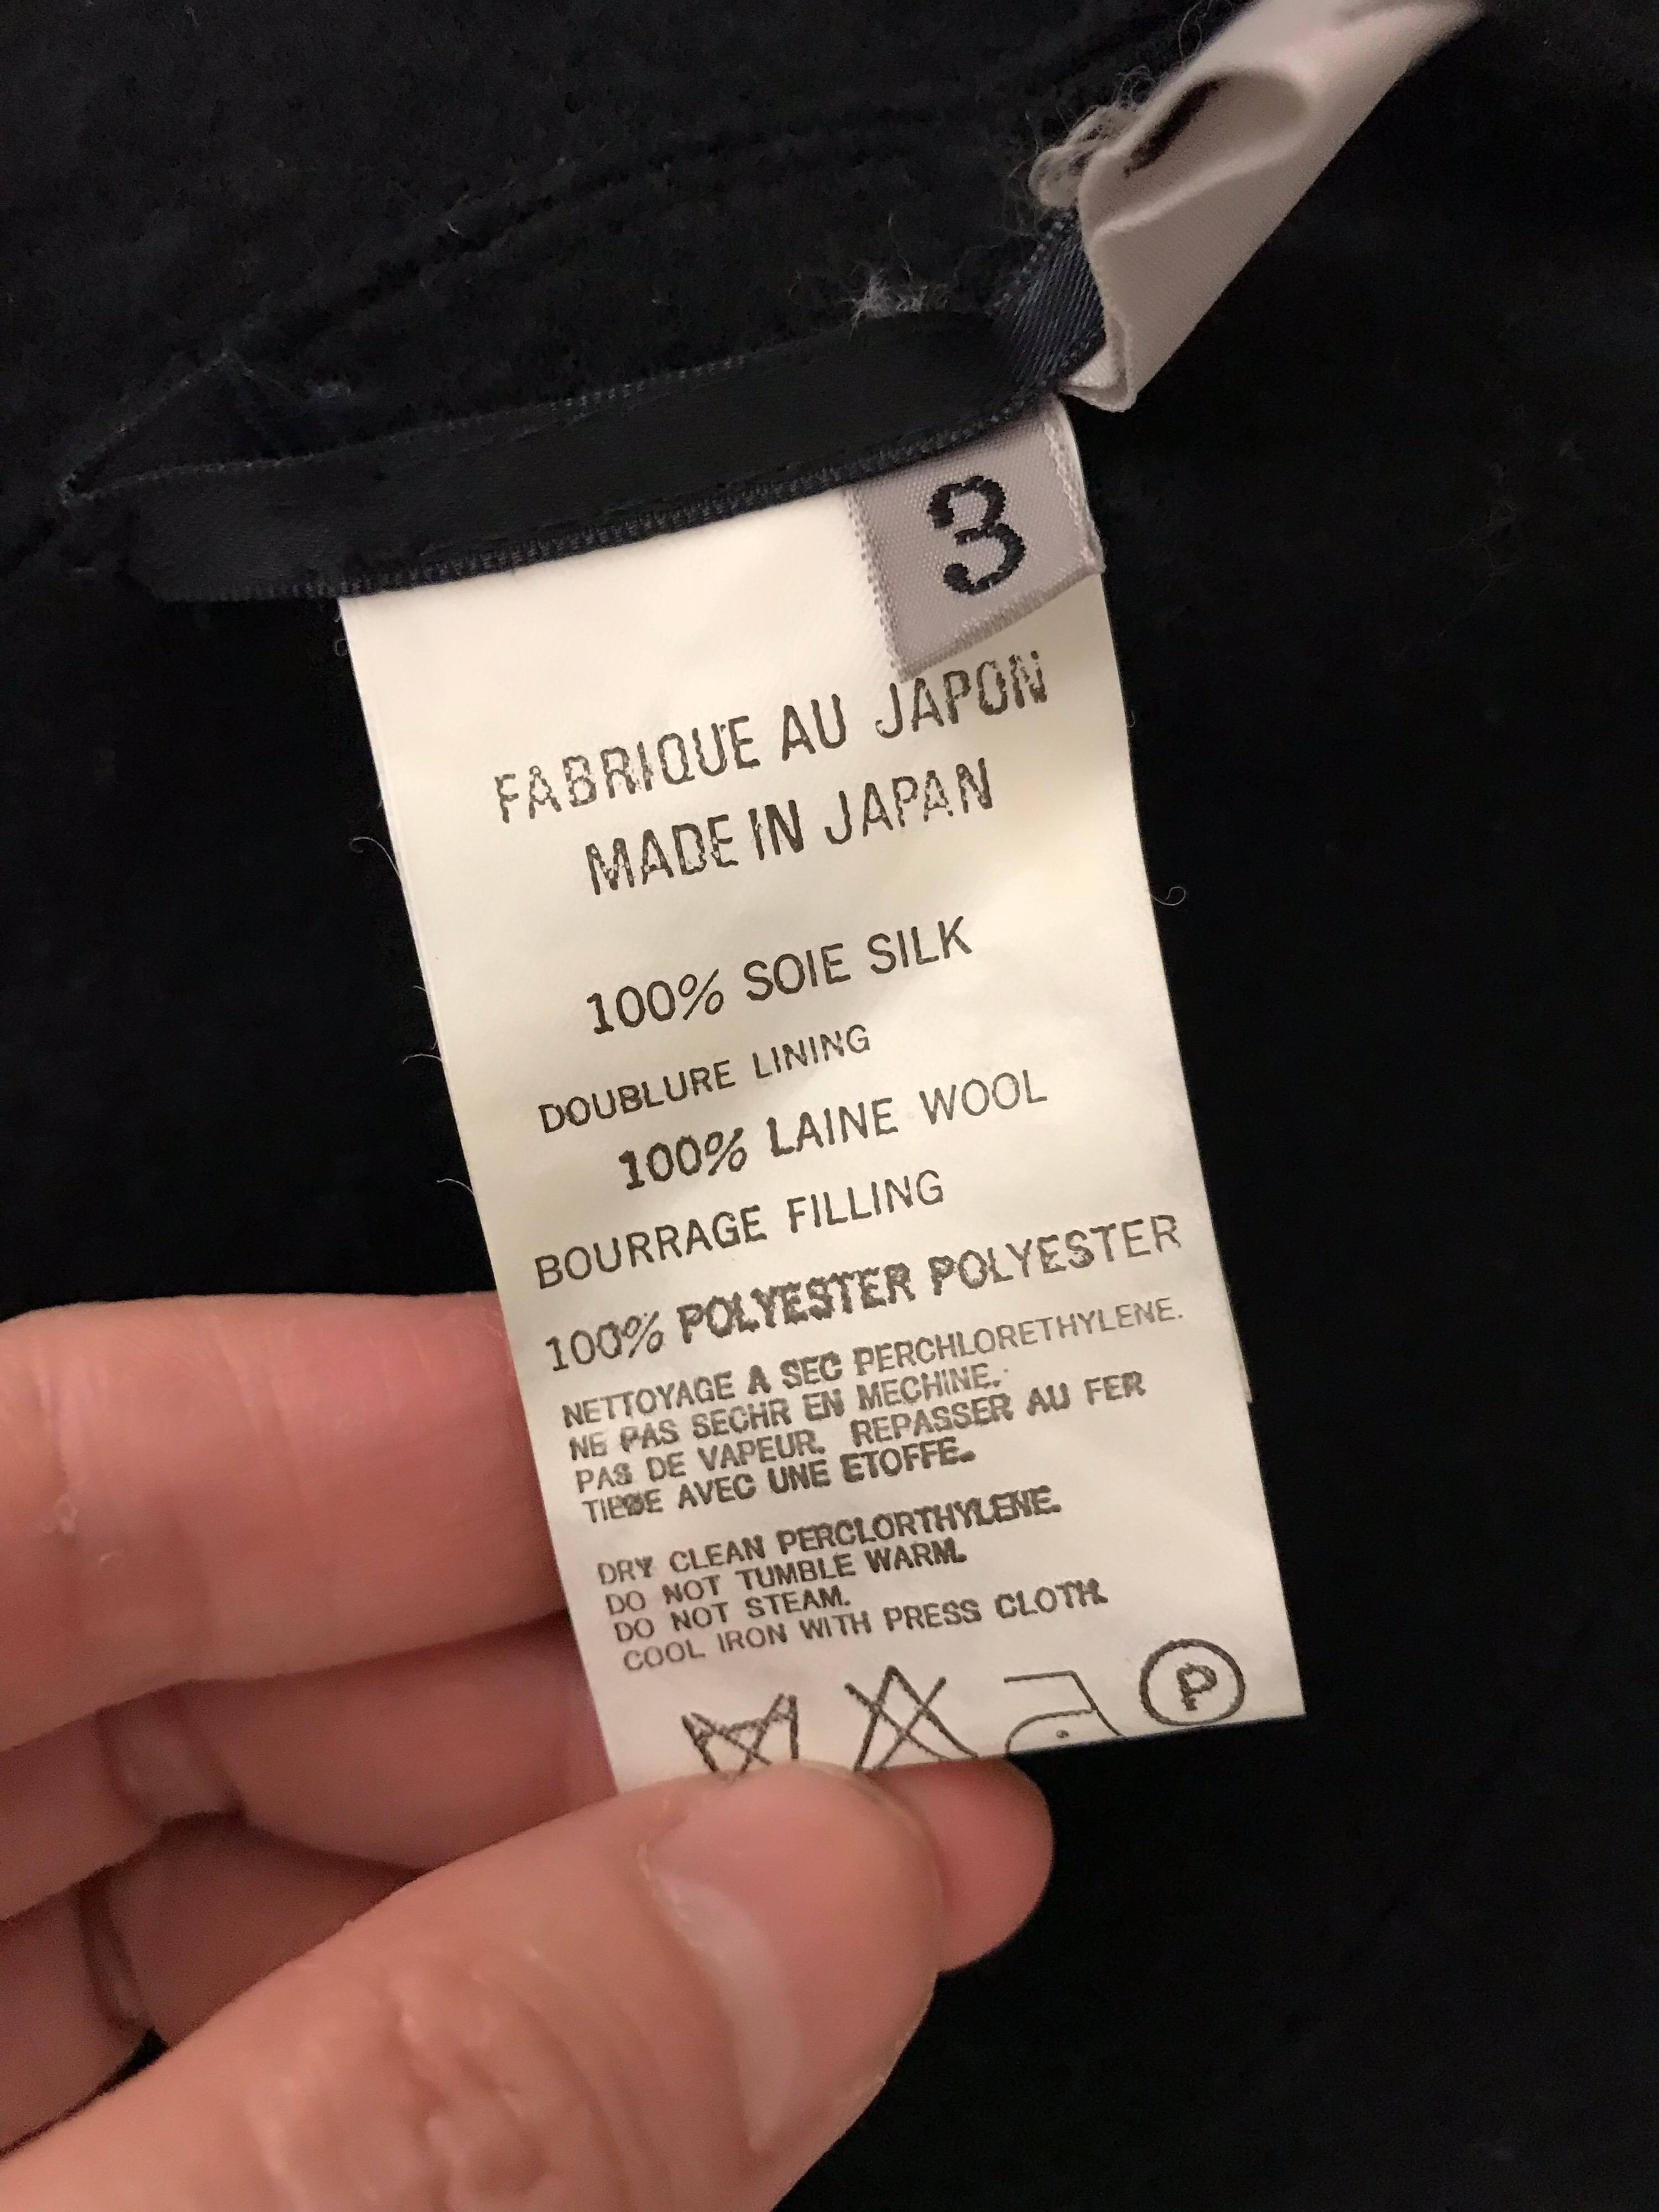 3
FABRIQUE AU JAPON
MADE IN JAPAN
100% SOIE SILK
DOUBLURE LINING
100% LAINE WOOL
BOURRAGE FILLING
100% POLYESTER POLYESTER
NETTOYAGE A SEC PERCHLORETHYLENE.
NE PAS SECHR EN MECHINE.
PAS DE VAPEUR. REPASSER AU FER
TIEDE AVEC UNE ETOFFE.
DRY CLEAN PERCLORTHYLENE.
DO NOT TUMBLE WARM.
DO NOT STEAM.
COOL IRON WITH PRESS CLOTH.
P